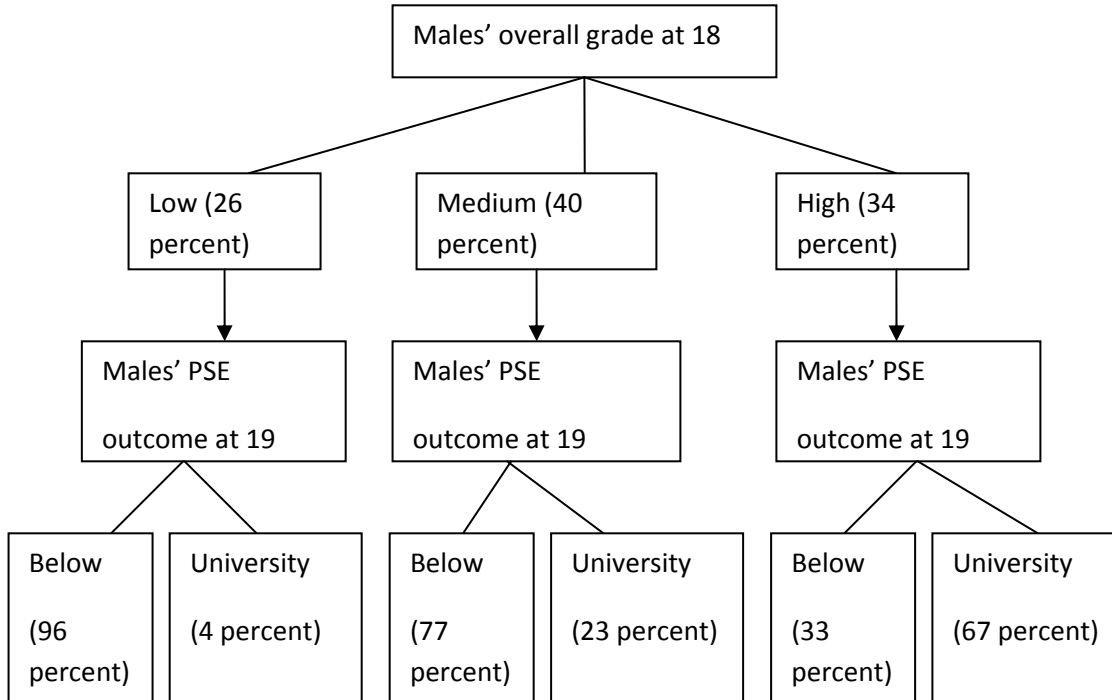 Males’ overall grade at 18
Low (26
percent)
Medium (40
percent)
High (34
percent)
Males’ PSE
outcome at 19
Males’ PSE
outcome at 19
Males’ PSE
outcome at 19
Below
(96
percent)
University
(4 percent)
Below
(77
percent)
University
(23 percent)
Below
(33
percent)
University
(67 percent)